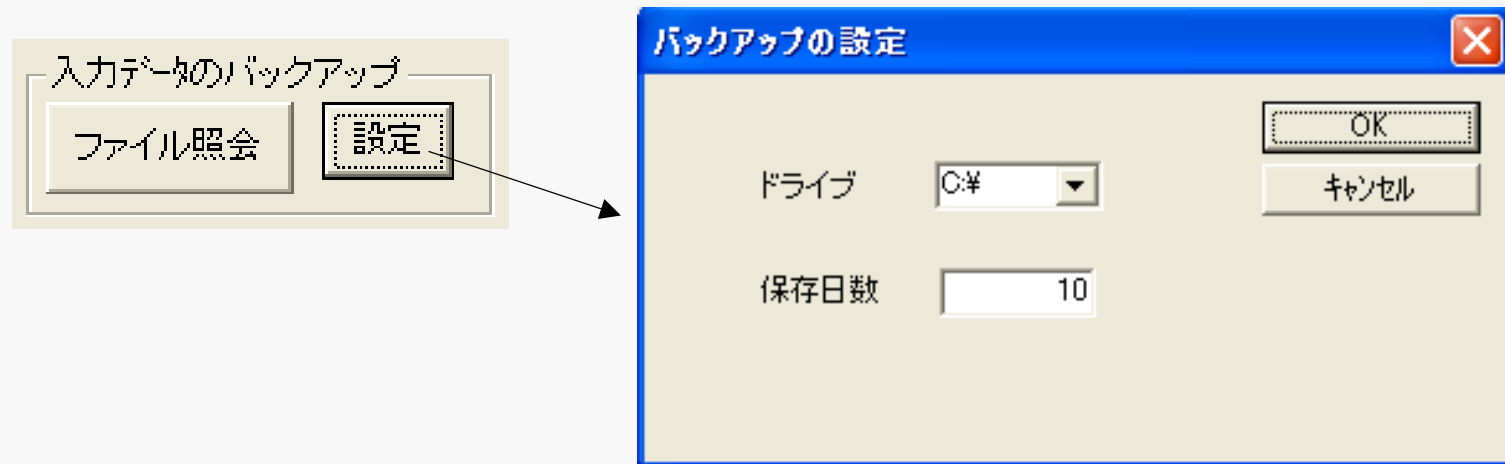 入力ﾃﾞｰﾀのバックアップ
ファイル照会
設定
バックアップの設定
OK
ドライブ
C:¥
キャンセル
保存日数
10